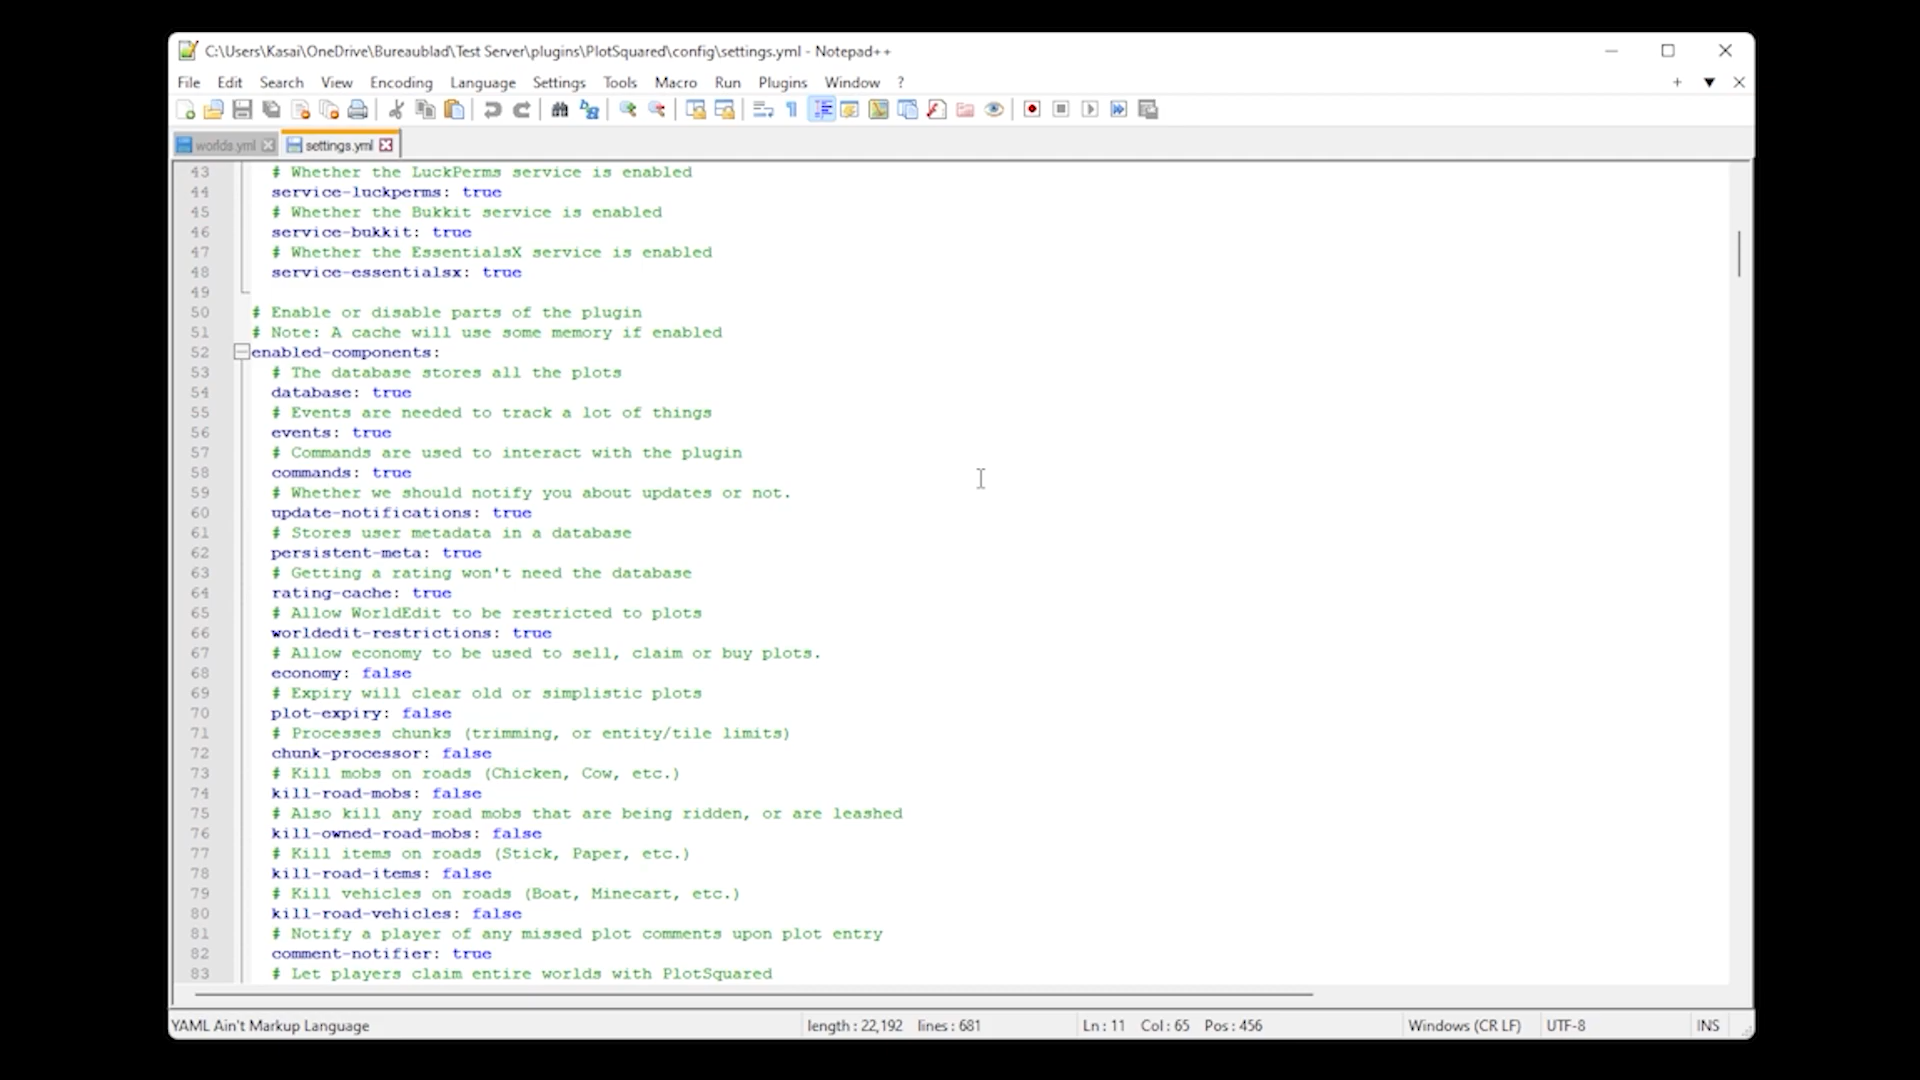 C:\Users\Kasai\OneDrive\Bureaublad\Test Server\plugins\PlotSquared\config\settings.yml - Notepad++
File Edit Search View Encoding Language Settings Tools Macro Run Plugins Window ?
worlds.yml settings.yml
43 # Whether the LuckPerms service is enabled
44 service-luckperms: true
45 # Whether the Bukkit service is enabled
46 service-bukkit: true
47 # Whether the EssentialsX service is enabled
48 service-essentialsx: true
49
50 # Enable or disable parts of the plugin
51 # Note: A cache will use some memory if enabled
52 enabled-components:
53 # The database stores all the plots
54 database: true
55 # Events are needed to track a lot of things
56 events: true
57 # Commands are used to interact with the plugin
58 commands: true
59 # Whether we should notify you about updates or not.
60 update-notifications: true
61 # Stores user metadata in a database
62 persistent-meta: true
63 # Getting a rating won't need the database
64 rating-cache: true
65 # Allow WorldEdit to be restricted to plots
66 worldedit-restrictions: true
67 # Allow economy to be used to sell, claim or buy plots.
68 economy: false
69 # Expiry will clear old or simplistic plots
70 plot-expiry: false
71 # Processes chunks (trimming, or entity/tile limits)
72 chunk-processor: false
73 # Kill mobs on roads (Chicken, Cow, etc.)
74 kill-road-mobs: false
75 # Also kill any road mobs that are being ridden, or are leashed
76 kill-owned-road-mobs: false
77 # Kill items on roads (Stick, Paper, etc.)
78 kill-road-items: false
79 # Kill vehicles on roads (Boat, Minecart, etc.)
80 kill-road-vehicles: false
81 # Notify a player of any missed plot comments upon plot entry
82 comment-notifier: true
83 # Let players claim entire worlds with PlotSquared
YAML Ain't Markup Language length : 22,192 lines : 681 Ln : 11 Col : 65 Pos : 456 Windows (CR LF) UTF-8 INS